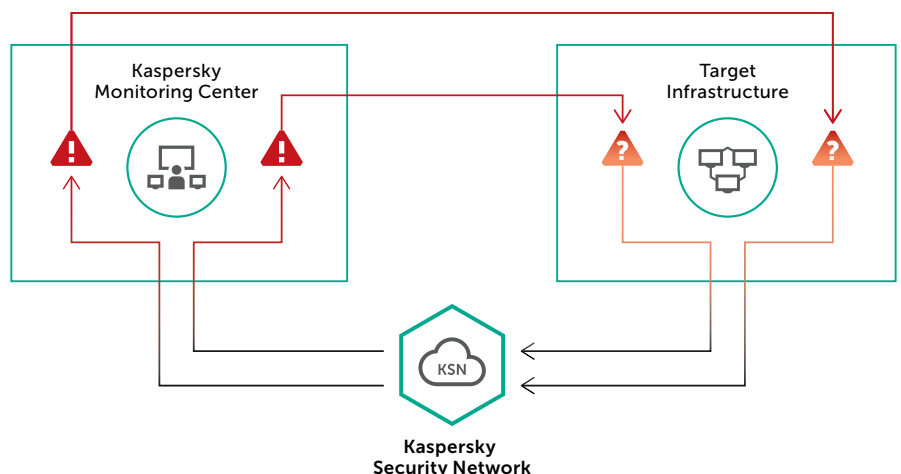 Kaspersky
Monitoring Center
Target
Infrastructure
!
!
?
?
KSN
Kaspersky
Security Network